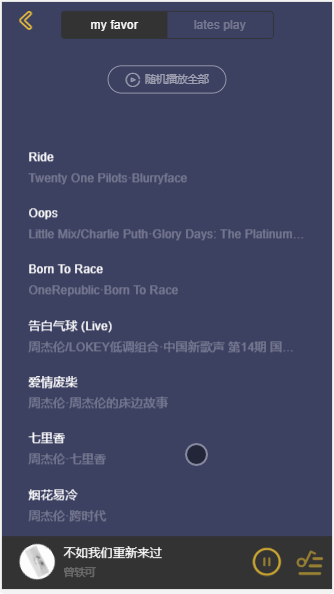 my favor
lates play
随机播放全部
Ride
Twenty One Pilots·Blurryface
Oops
Little Mix/Charlie Puth·Glory Days: The Platinum...
Born To Race
OneRepublic·Born To Race
告白气球 (Live)
周杰伦/LOKEY低调组合·中国新歌声 第14期 国...
爱情废柴
周杰伦·周杰伦的床边故事
七里香
周杰伦·七里香
烟花易冷
周杰伦·跨时代
不如我们重新来过
曾轶可